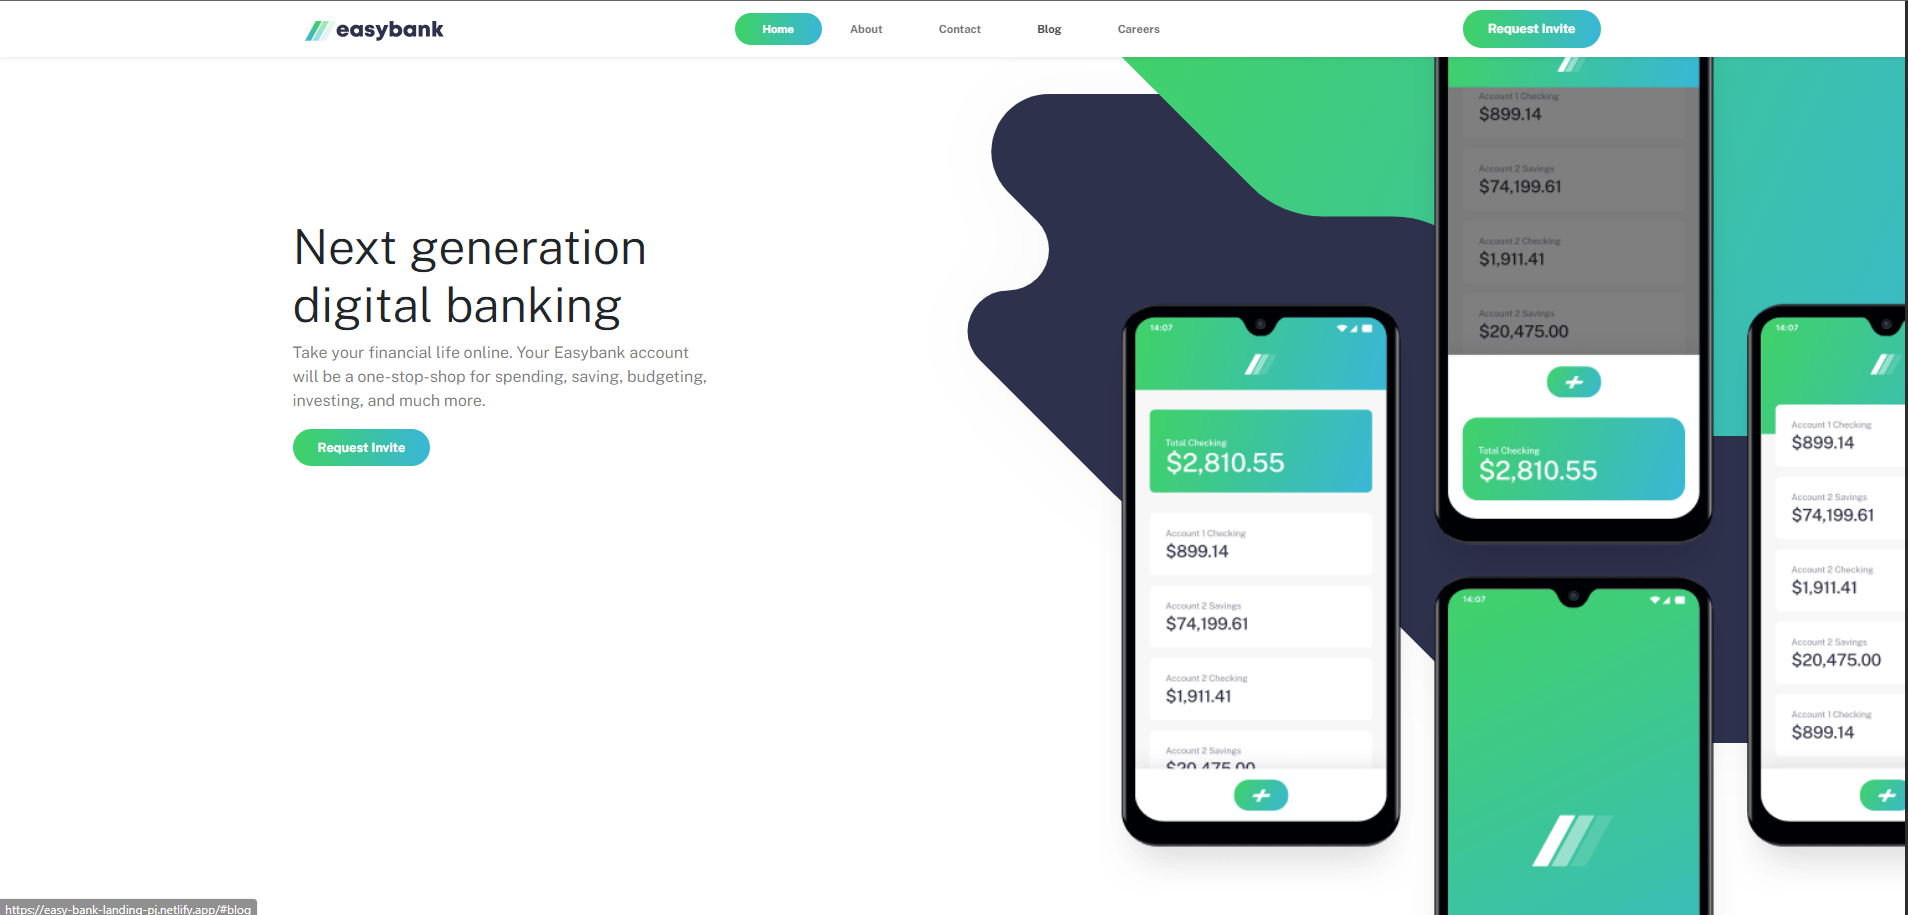 easybank
Home
About
Contact
Blog
Careers
Request Invite
Next generation
digital banking
Take your financial life online. Your Easybank account
will be a one-stop-shop for spending, saving, budgeting,
investing, and much more.
Request Invite
14:07
Total Checking
$2,810.55
Account 1 Checking
$899.14
Account 2 Savings
$74,199.61
Account 2 Checking
$1,911.41
Account 2 Savings
$20,475.00
Account 1 Checking
$899.14
Account 2 Savings
$74,199.61
Account 2 Checking
$1,911.41
Account 2 Savings
$20,475.00
Total Checking
$2,810.55
14:07
14:07
Account 1 Checking
$899.14
Account 2 Savings
$74,199.61
Account 2 Checking
$1,911.41
Account 2 Savings
$20,475.00
Account 1 Checking
$899.14
https://easy-bank-landing-pj.netlify.app/#blog